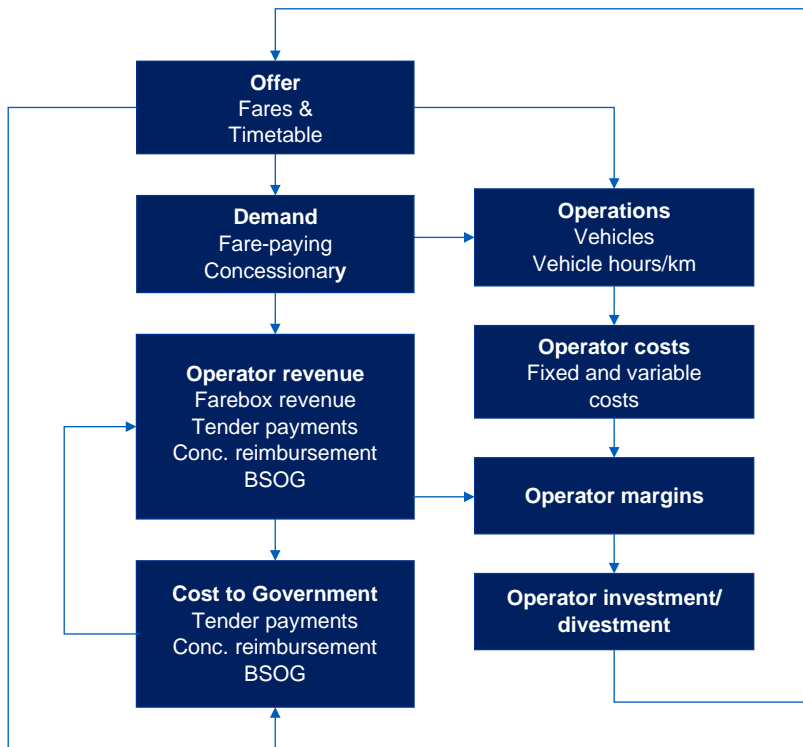 Offer
Fares &
Timetable
Demand
Fare-paying
Concessionary
Operations
Vehicles
Vehicle hours/km
Operator revenue
Farebox revenue
Tender payments
Conc. reimbursement
BSOG
Operator costs
Fixed and variable
costs
Operator margins
Cost to Government
Tender payments
Conc. reimbursement
BSOG
Operator investment/
divestment